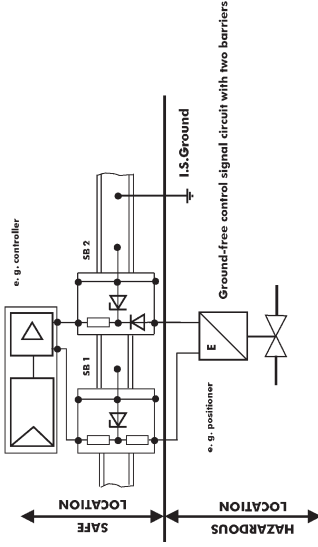 e. g. controller
SB 2
SB 1
I.S.Ground
Ground-free control signal circuit with two barriers
E
e. g. positioner
SAFE
LOCATION
HAZARDOUS
LOCATION